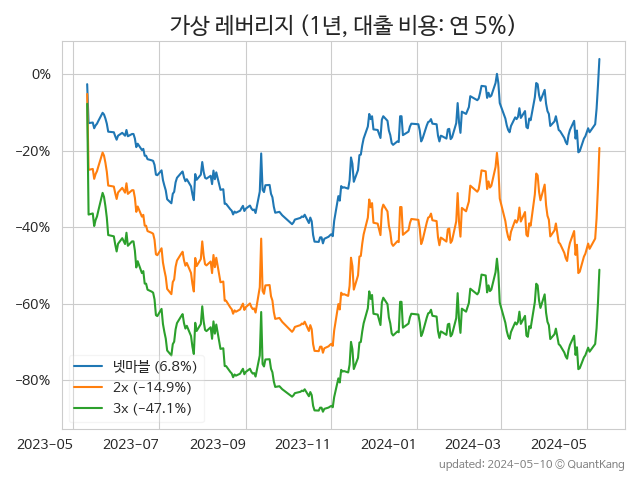 가상 레버리지 (1년, 대출 비용: 연 5%)
0%
−20%
−40%
−60%
−80%
넷마블 (6.8%)
2x (−14.9%)
3x (−47.1%)
2023-05
2023-07
2023-09
2023-11
2024-01
2024-03
2024-05
updated: 2024-05-10 © QuantKang